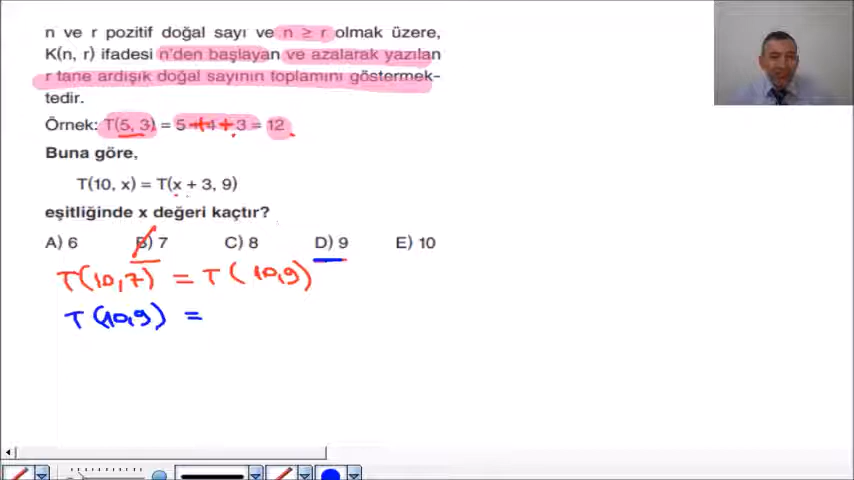 n ve r pozitif doğal sayı ve n ≥ r olmak üzere,
K(n, r) ifadesi n'den başlayan ve azalarak yazılan
r tane ardışık doğal sayının toplamını göstermek-
tedir.
Örnek: T(5, 3) = 5 + 4 + 3 = 12
Buna göre,
T(10, x) = T(x + 3, 9)
eşitliğinde x değeri kaçtır?
A) 6 B) 7 C) 8 D) 9 E) 10
T(10,7) = T(10,9)
T(10,9) =